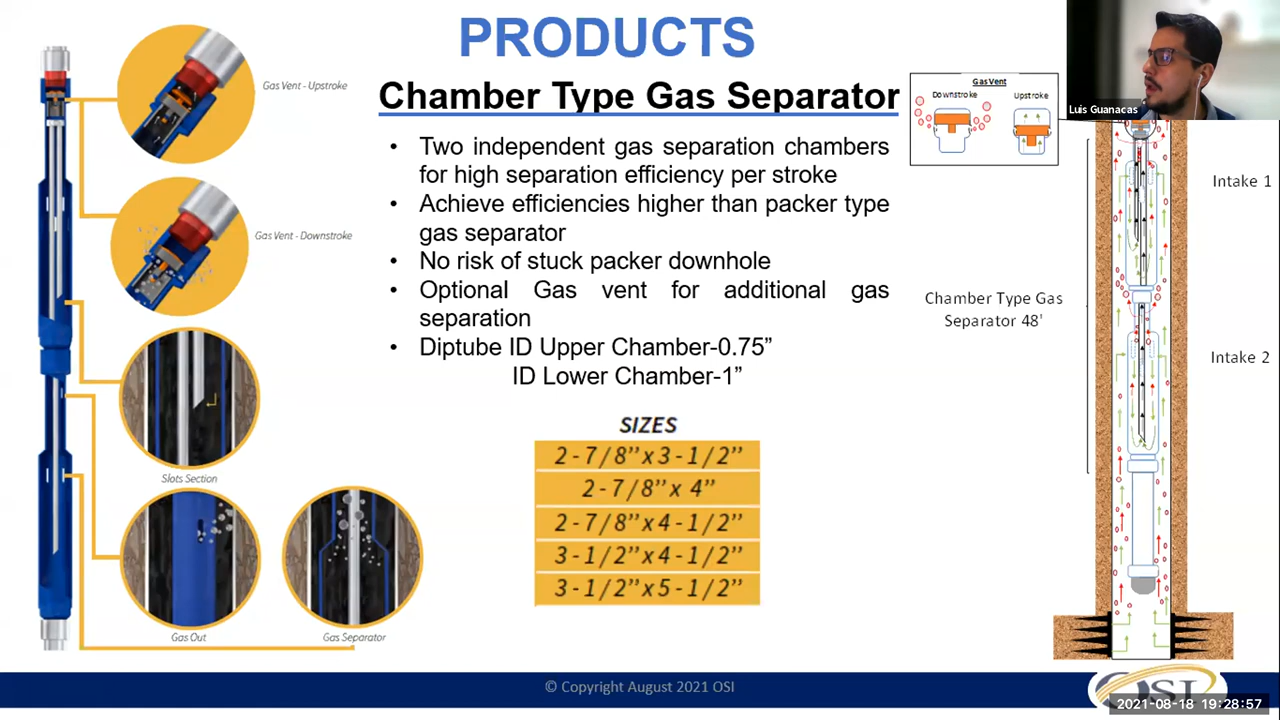 PRODUCTS
Chamber Type Gas Separator
• Two independent gas separation chambers
for high separation efficiency per stroke
• Achieve efficiencies higher than packer type
gas separator
• No risk of stuck packer downhole
• Optional Gas vent for additional gas
separation
• Diptube ID Upper Chamber-0.75”
ID Lower Chamber-1”
SIZES
2-7/8”x3-1/2”
2-7/8”x 4”
2-7/8”x4-1/2”
3-1/2”x4-1/2”
3-1/2”x5-1/2”
Gas Vent - Upstroke
Gas Vent - Downstroke
Slots Section
Gas Out
Gas Separator
Gas Vent
Downstroke
Upstroke
Luis Guanacas
Intake 1
Chamber Type Gas
Separator 48'
Intake 2
© Copyright August 2021 OSI
OSI
2021-08-18 19:28:57